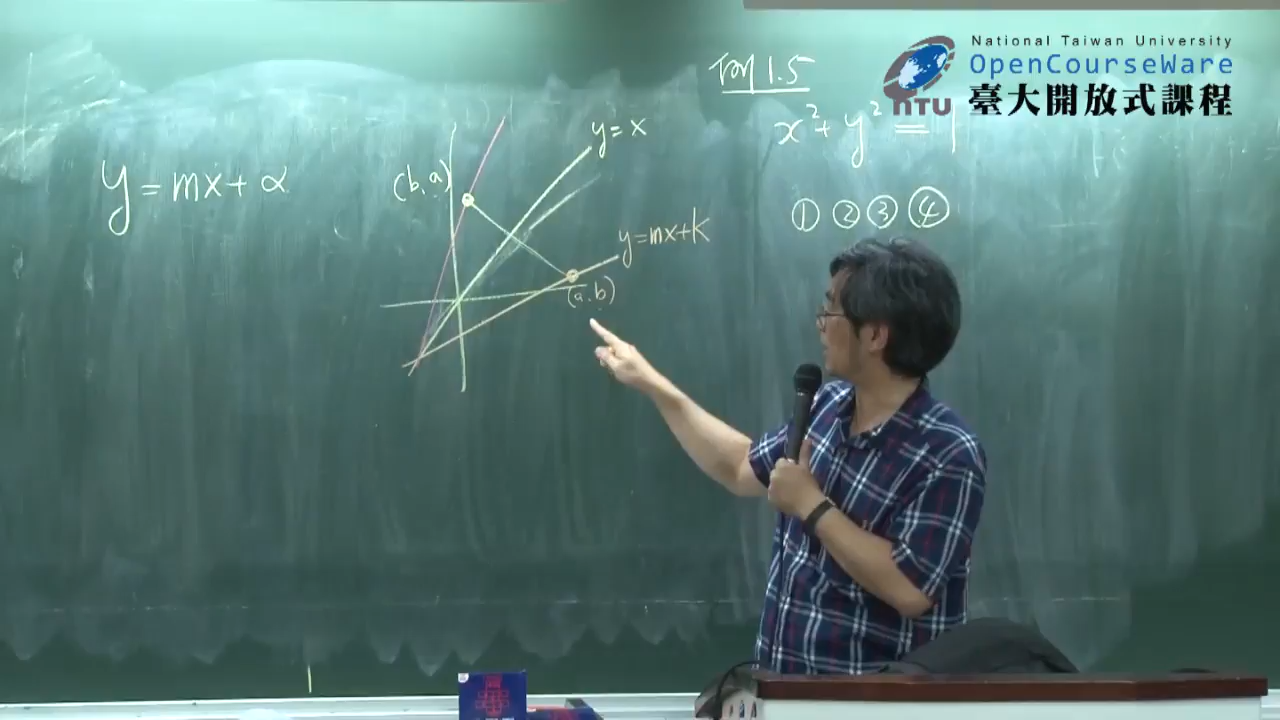 National Taiwan University
OpenCourseWare
臺大開放式課程
NTU
例1.5
x² + y² = 1
① ② ③ ④
y = mx + α
(b, a)
y = x
y = mx + k
(a, b)